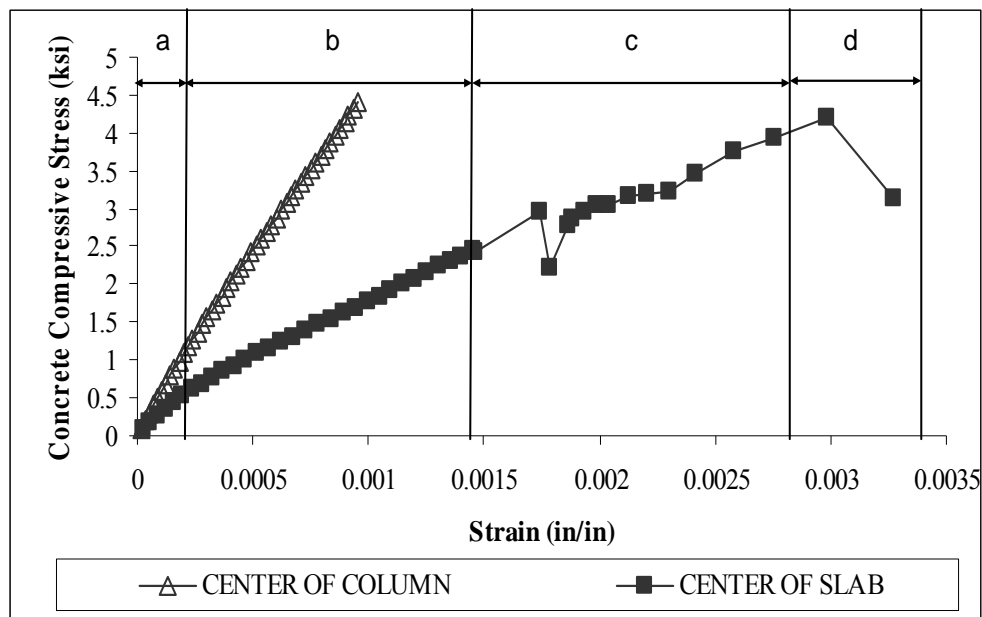 a b c d
Concrete Compressive Stress (ksi)
5
4.5
4
3.5
3
2.5
2
1.5
1
0.5
0
0 0.0005 0.001 0.0015 0.002 0.0025 0.003 0.0035
Strain (in/in)
CENTER OF COLUMN CENTER OF SLAB